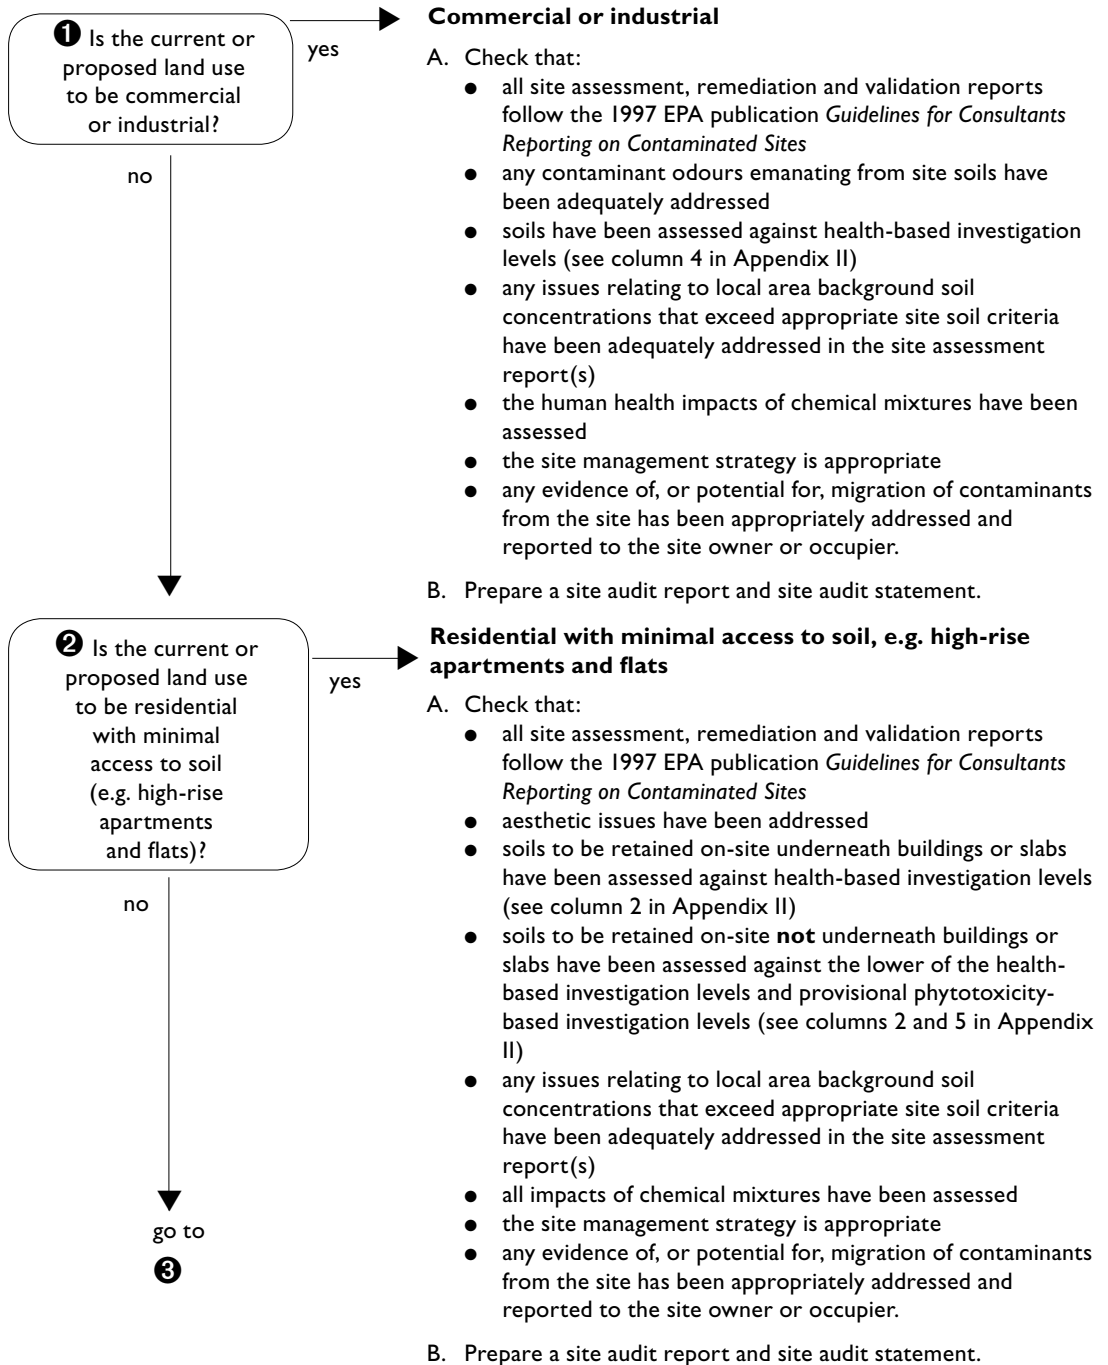 ❶ Is the current or
proposed land use
to be commercial
or industrial?
yes
no
Commercial or industrial
A. Check that:
● all site assessment, remediation and validation reports
follow the 1997 EPA publication Guidelines for Consultants
Reporting on Contaminated Sites
● any contaminant odours emanating from site soils have
been adequately addressed
● soils have been assessed against health-based investigation
levels (see column 4 in Appendix II)
● any issues relating to local area background soil
concentrations that exceed appropriate site soil criteria
have been adequately addressed in the site assessment
report(s)
● the human health impacts of chemical mixtures have been
assessed
● the site management strategy is appropriate
● any evidence of, or potential for, migration of contaminants
from the site has been appropriately addressed and
reported to the site owner or occupier.
B. Prepare a site audit report and site audit statement.
❷ Is the current or
proposed land use
to be residential
with minimal
access to soil
(e.g. high-rise
apartments
and flats)?
yes
no
go to
❸
Residential with minimal access to soil, e.g. high-rise
apartments and flats
A. Check that:
● all site assessment, remediation and validation reports
follow the 1997 EPA publication Guidelines for Consultants
Reporting on Contaminated Sites
● aesthetic issues have been addressed
● soils to be retained on-site underneath buildings or slabs
have been assessed against health-based investigation levels
(see column 2 in Appendix II)
● soils to be retained on-site not underneath buildings or
slabs have been assessed against the lower of the health-
based investigation levels and provisional phytotoxicity-
based investigation levels (see columns 2 and 5 in Appendix
II)
● any issues relating to local area background soil
concentrations that exceed appropriate site soil criteria
have been adequately addressed in the site assessment
report(s)
● all impacts of chemical mixtures have been assessed
● the site management strategy is appropriate
● any evidence of, or potential for, migration of contaminants
from the site has been appropriately addressed and
reported to the site owner or occupier.
B. Prepare a site audit report and site audit statement.